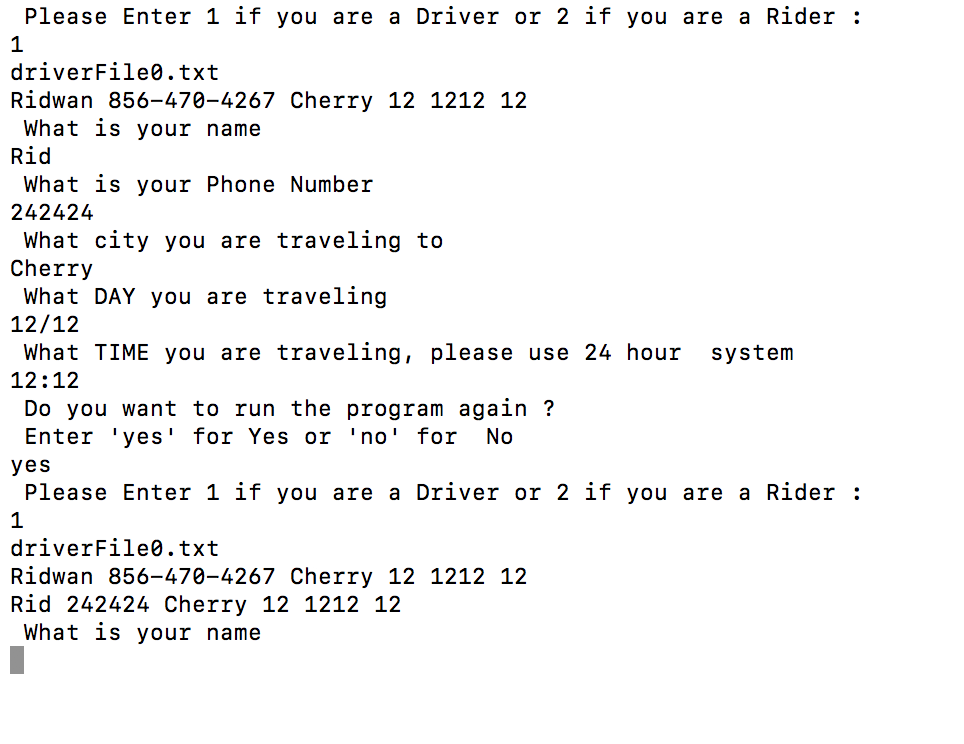 Please Enter 1 if you are a Driver or 2 if you are a Rider :
1
driverFile0.txt
Ridwan 856-470-4267 Cherry 12 1212 12
What is your name
Rid
What is your Phone Number
242424
What city you are traveling to
Cherry
What DAY you are traveling
12/12
What TIME you are traveling, please use 24 hour  system
12:12
Do you want to run the program again ?
Enter 'yes' for Yes or 'no' for  No
yes
Please Enter 1 if you are a Driver or 2 if you are a Rider :
1
driverFile0.txt
Ridwan 856-470-4267 Cherry 12 1212 12
Rid 242424 Cherry 12 1212 12
What is your name